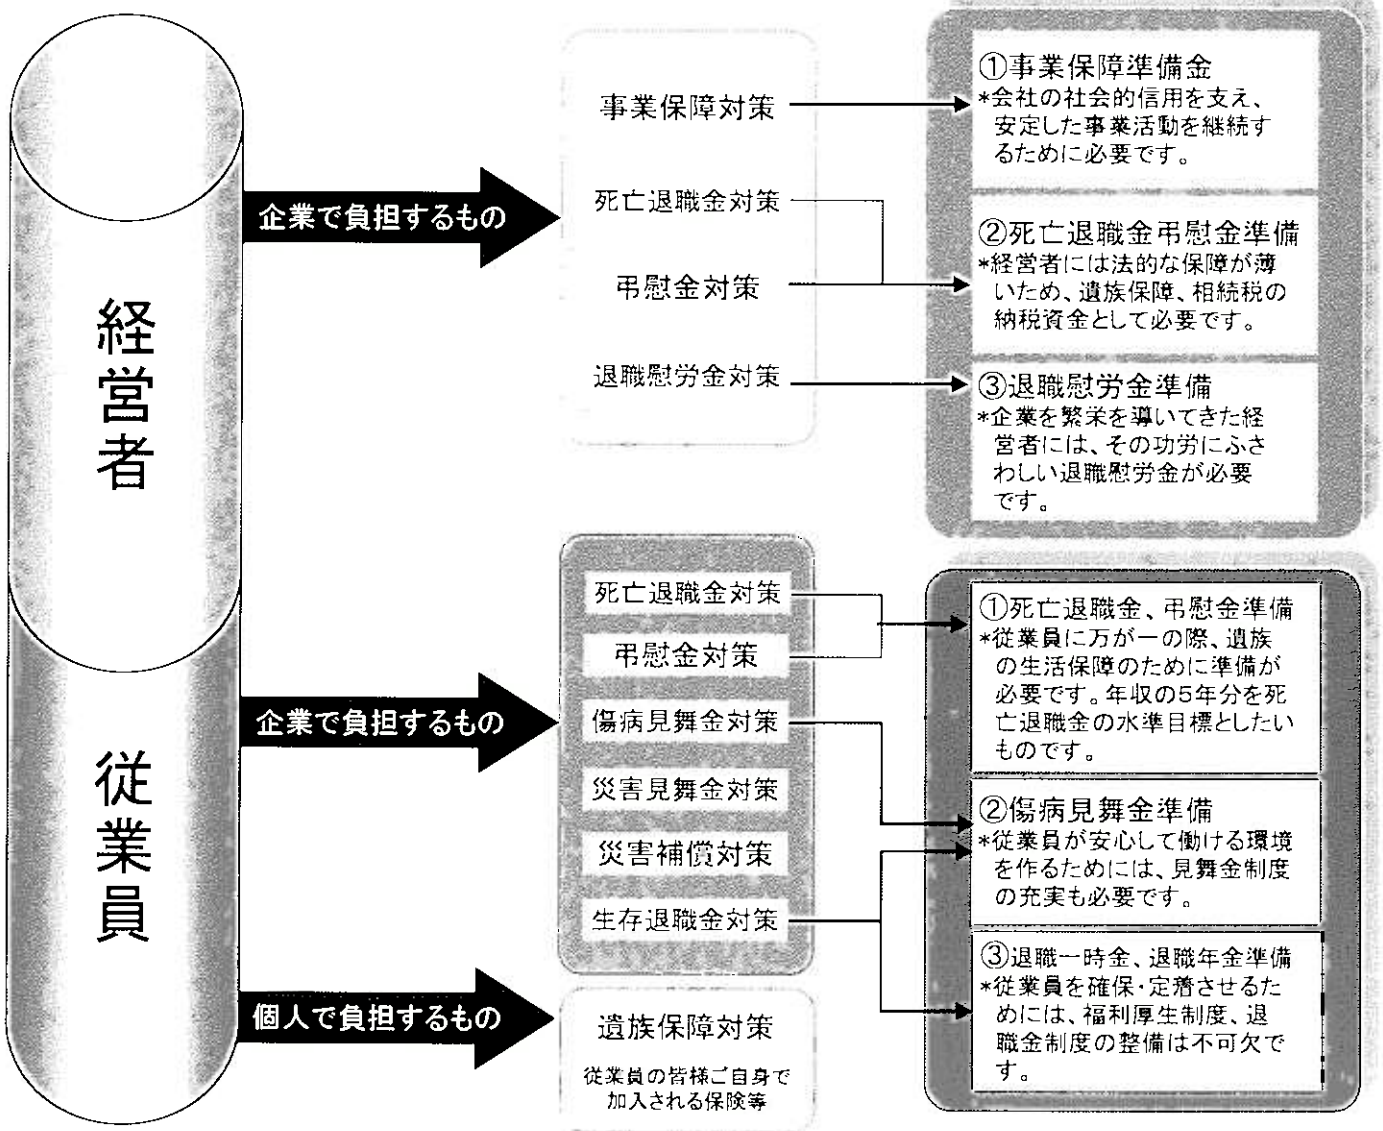 経営者
企業で負担するもの
事業保障対策
死亡退職金対策
弔慰金対策
退職慰労金対策
①事業保障準備金
*会社の社会的信用を支え、
安定した事業活動を継続す
るために必要です。
②死亡退職金弔慰金準備
*経営者には法的な保障が薄
いため、遺族保障、相続税の
納税資金として必要です。
③退職慰労金準備
*企業を繁栄を導いてきた経
営者には、その功労にふさ
わしい退職慰労金が必要
です。
従業員
企業で負担するもの
死亡退職金対策
弔慰金対策
傷病見舞金対策
災害見舞金対策
災害補償対策
生存退職金対策
①死亡退職金、弔慰金準備
*従業員に万が一の際、遺族
の生活保障のために準備が
必要です。年収の5年分を死
亡退職金の水準目標としたい
ものです。
②傷病見舞金準備
*従業員が安心して働ける環境
を作るためには、見舞金制度
の充実も必要です。
③退職一時金、退職年金準備
*従業員を確保・定着させるた
めには、福利厚生制度、退
職金制度の整備は不可欠で
す。
個人で負担するもの
遺族保障対策
従業員の皆様ご自身で
加入される保険等